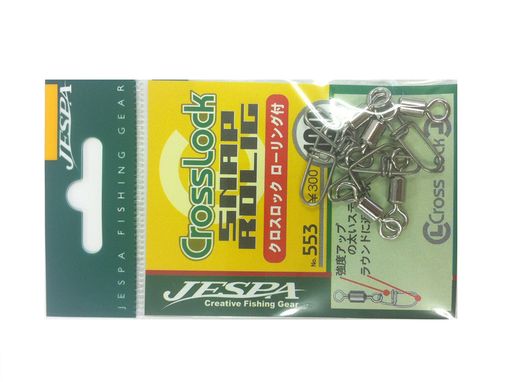 JESPA
JESPA FISHING GEAR
CrossLock
SNAP
ROLIG
クロスロック ローリング付
No. 553
¥300
JESPA
Creative Fishing Gear
Cross Lock
強度アップ
の太いステ
ラウンドに